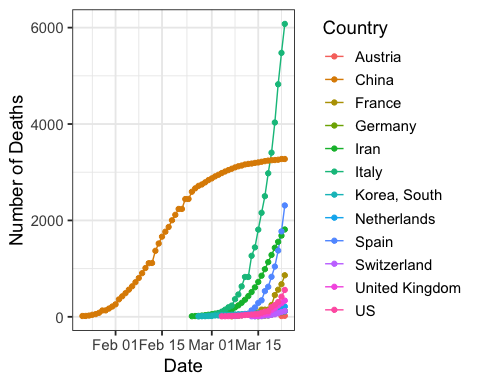 Number of Deaths
6000
4000
2000
0
Feb 01 Feb 15 Mar 01 Mar 15
Date
Country
Austria
China
France
Germany
Iran
Italy
Korea, South
Netherlands
Spain
Switzerland
United Kingdom
US